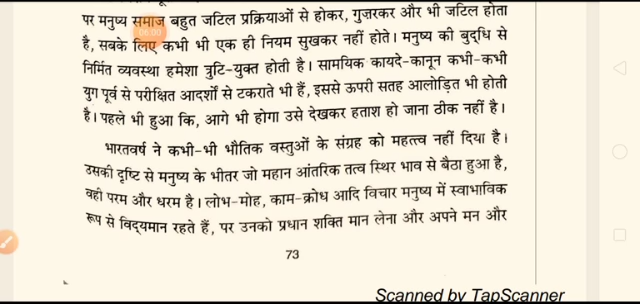 पर मनुष्य समाज बहुत जटिल प्रक्रियाओं से होकर, गुज़रकर और भी जटिल होता
06:00
है, सबके लिए कभी भी एक ही नियम सुखकर नहीं होते। मनुष्य की बुद्धि से
निर्मित व्यवस्था हमेशा त्रुटि-युक्त होती है। सामयिक कायदे-कानून कभी-कभी
युग पूर्व से परीक्षित आदर्शों से टकराते भी हैं, इससे ऊपरी सतह आलोड़ित भी होती
है। पहले भी हुआ कि, आगे भी होगा उसे देखकर हताश हो जाना ठीक नहीं है।
भारतवर्ष ने कभी-भी भौतिक वस्तुओं के संग्रह को महत्त्व नहीं दिया है।
उसकी दृष्टि से मनुष्य के भीतर जो महान आंतरिक तत्व स्थिर भाव से बैठा हुआ है,
वही परम और धरम है। लोभ-मोह, काम-क्रोध आदि विचार मनुष्य में स्वाभाविक
रूप से विद्यमान रहते हैं, पर उनको प्रधान शक्ति मान लेना और अपने मन और
73
Scanned by TapScanner